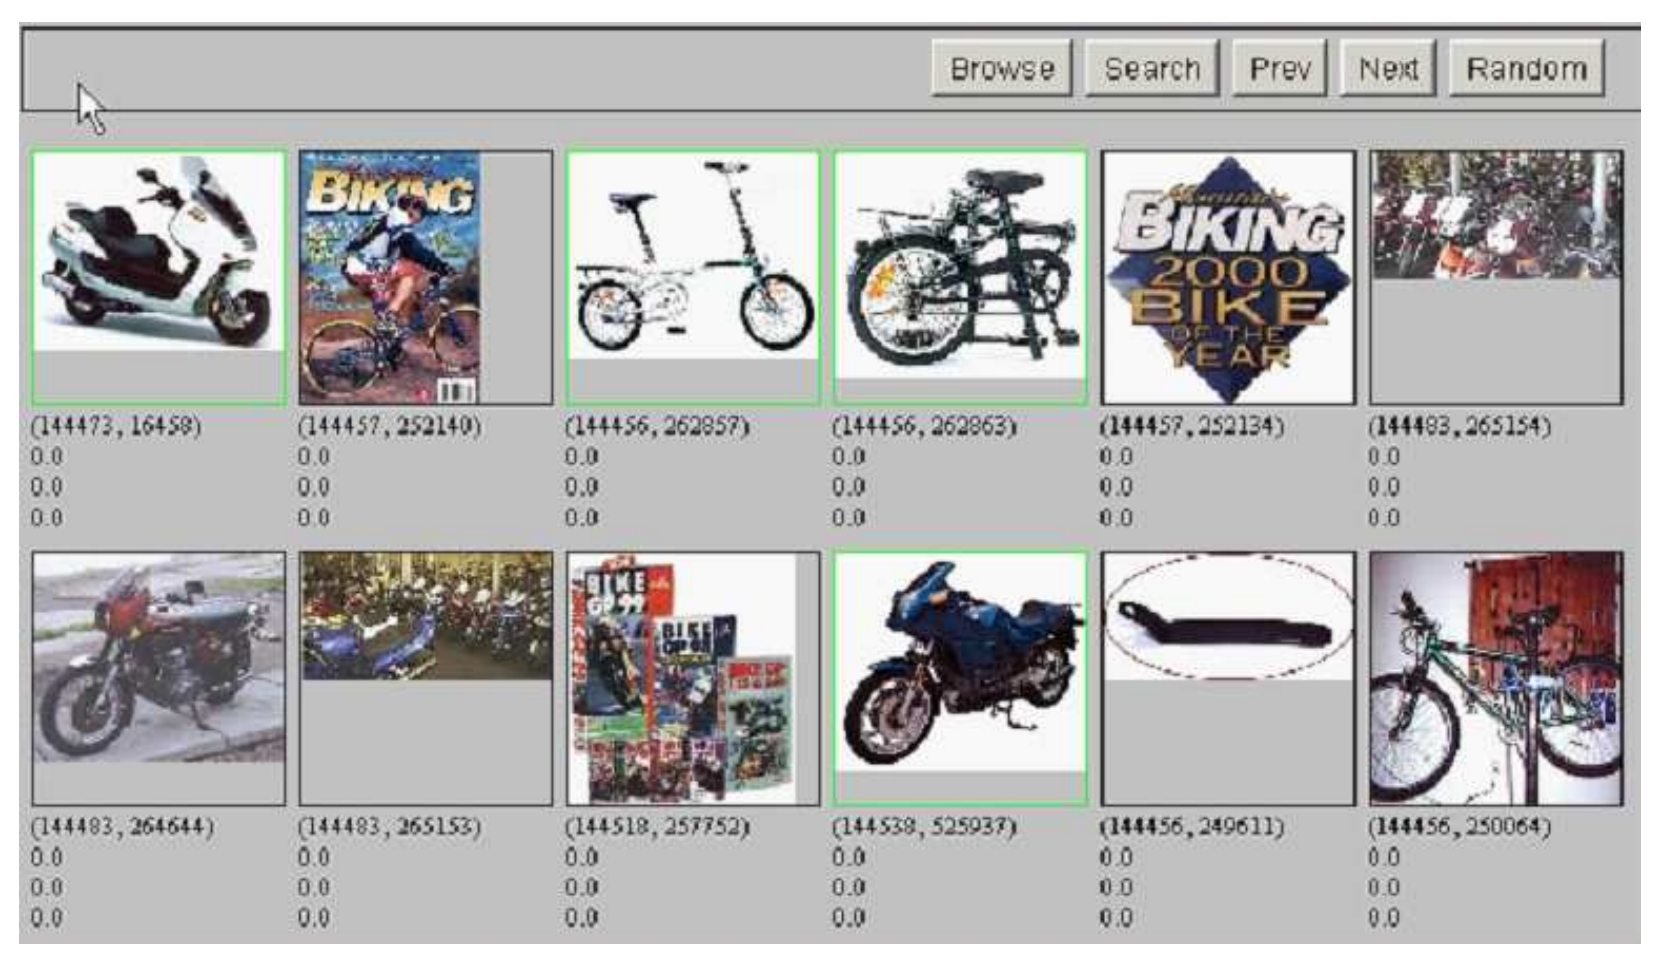 Browse Search Prev Next Random
BIKING
BIKING
2000
BIKE
OF THE
YEAR
(144473, 16458) (144457, 252140) (144456, 262857) (144456, 262863) (144457, 252134) (144483, 265154)
0.0 0.0 0.0 0.0 0.0 0.0
0.0 0.0 0.0 0.0 0.0 0.0
0.0 0.0 0.0 0.0 0.0 0.0
BIKE
GP 99
BIKE
BIKE GP
(144483, 264644) (144483, 265153) (144518, 257752) (144538, 525937) (144456, 249611) (144456, 250064)
0.0 0.0 0.0 0.0 0.0 0.0
0.0 0.0 0.0 0.0 0.0 0.0
0.0 0.0 0.0 0.0 0.0 0.0